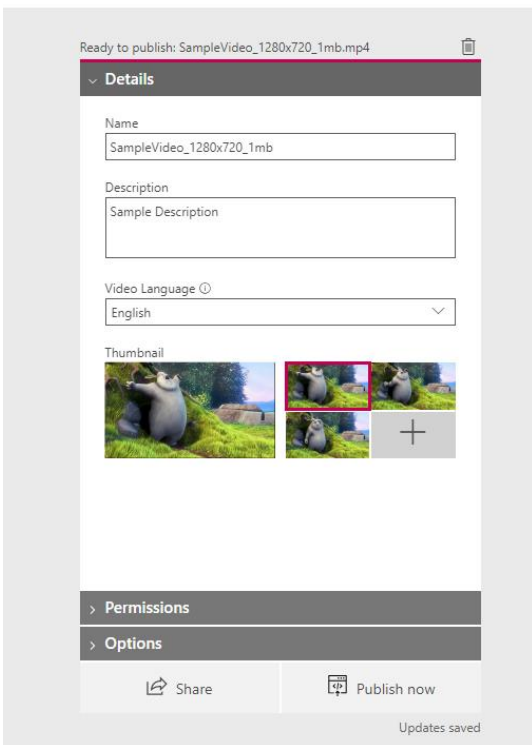 Ready to publish: SampleVideo_1280x720_1mb.mp4
Details
Name
SampleVideo_1280x720_1mb
Description
Sample Description
Video Language
English
Thumbnail
Permissions
Options
Share
Publish now
Updates saved